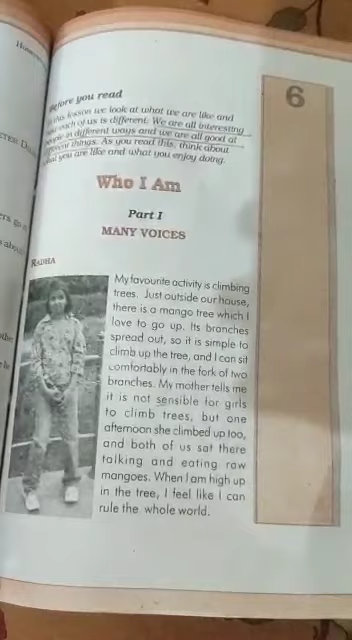 Before you read
this lesson we look at what we are like and
each of us is different. We are all interesting
people in different ways and we are all good at
different things. As you read this, think about
what you are like and what you enjoy doing.
6
Who I Am
Part I
MANY VOICES
RADHA
My favourite activity is climbing
trees. Just outside our house,
there is a mango tree which I
love to go up. Its branches
spread out, so it is simple to
climb up the tree, and I can sit
comfortably in the fork of two
branches. My mother tells me
it is not sensible for girls
to climb trees, but one
afternoon she climbed up too,
and both of us sat there
talking and eating raw
mangoes. When I am high up
in the tree, I feel like I can
rule the whole world.